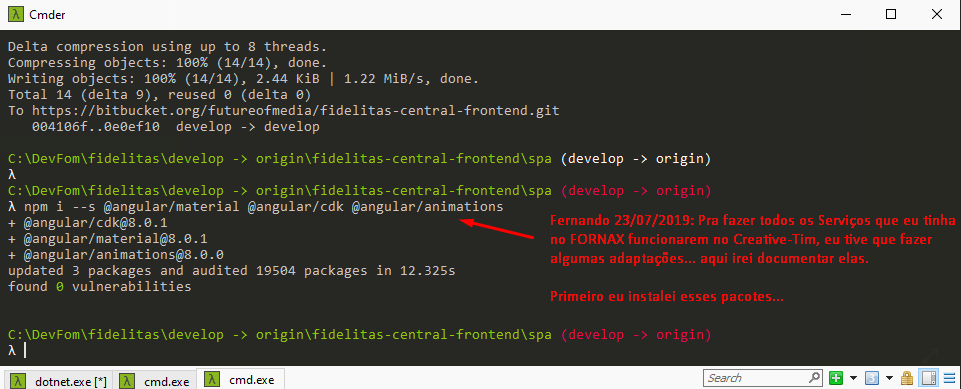 Cmder
Delta compression using up to 8 threads.
Compressing objects: 100% (14/14), done.
Writing objects: 100% (14/14), 2.44 KiB | 1.22 MiB/s, done.
Total 14 (delta 9), reused 0 (delta 0)
To https://bitbucket.org/futureofmedia/fidelitas-central-frontend.git
004106f..0e0ef10  develop -> develop
C:\DevFom\fidelitas\develop -> origin\fidelitas-central-frontend\spa (develop -> origin)
λ
C:\DevFom\fidelitas\develop -> origin\fidelitas-central-frontend\spa (develop -> origin)
λ npm i --s @angular/material @angular/cdk @angular/animations
+ @angular/cdk@8.0.1
+ @angular/material@8.0.1
+ @angular/animations@8.0.0
updated 3 packages and audited 19504 packages in 12.325s
found 0 vulnerabilities
Fernando 23/07/2019: Pra fazer todos os Serviços que eu tinha
no FORNAX funcionarem no Creative-Tim, eu tive que fazer
algumas adaptações... aqui irei documentar elas.
Primeiro eu instalei esses pacotes...
C:\DevFom\fidelitas\develop -> origin\fidelitas-central-frontend\spa (develop -> origin)
λ
λ dotnet.exe [*] λ cmd.exe λ cmd.exe Search